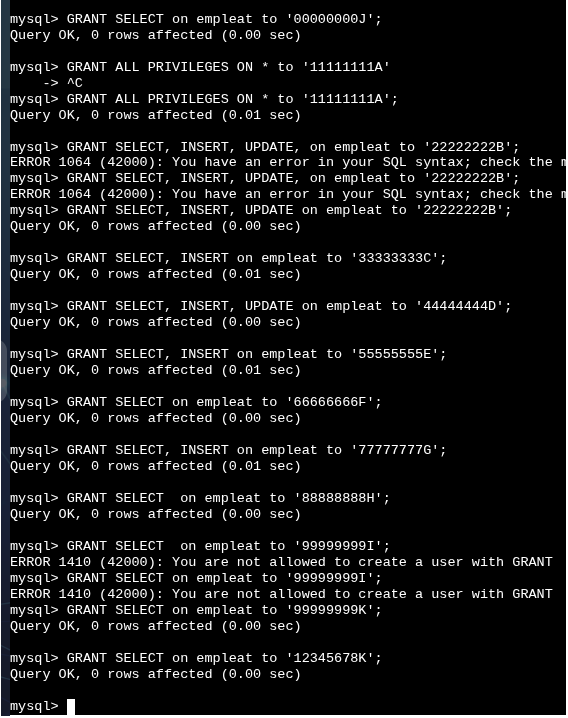 mysql> GRANT SELECT on empleat to '00000000J';
Query OK, 0 rows affected (0.00 sec)
mysql> GRANT ALL PRIVILEGES ON * to '11111111A'
    -> ^C
mysql> GRANT ALL PRIVILEGES ON * to '11111111A';
Query OK, 0 rows affected (0.01 sec)
mysql> GRANT SELECT, INSERT, UPDATE, on empleat to '22222222B';
ERROR 1064 (42000): You have an error in your SQL syntax; check the m
mysql> GRANT SELECT, INSERT, UPDATE, on empleat to '22222222B';
ERROR 1064 (42000): You have an error in your SQL syntax; check the m
mysql> GRANT SELECT, INSERT, UPDATE on empleat to '22222222B';
Query OK, 0 rows affected (0.00 sec)
mysql> GRANT SELECT, INSERT on empleat to '33333333C';
Query OK, 0 rows affected (0.01 sec)
mysql> GRANT SELECT, INSERT, UPDATE on empleat to '44444444D';
Query OK, 0 rows affected (0.00 sec)
mysql> GRANT SELECT, INSERT on empleat to '55555555E';
Query OK, 0 rows affected (0.01 sec)
mysql> GRANT SELECT on empleat to '66666666F';
Query OK, 0 rows affected (0.00 sec)
mysql> GRANT SELECT, INSERT on empleat to '77777777G';
Query OK, 0 rows affected (0.01 sec)
mysql> GRANT SELECT  on empleat to '88888888H';
Query OK, 0 rows affected (0.00 sec)
mysql> GRANT SELECT  on empleat to '99999999I';
ERROR 1410 (42000): You are not allowed to create a user with GRANT
mysql> GRANT SELECT on empleat to '99999999I';
ERROR 1410 (42000): You are not allowed to create a user with GRANT
mysql> GRANT SELECT on empleat to '99999999K';
Query OK, 0 rows affected (0.00 sec)
mysql> GRANT SELECT on empleat to '12345678K';
Query OK, 0 rows affected (0.00 sec)
mysql>